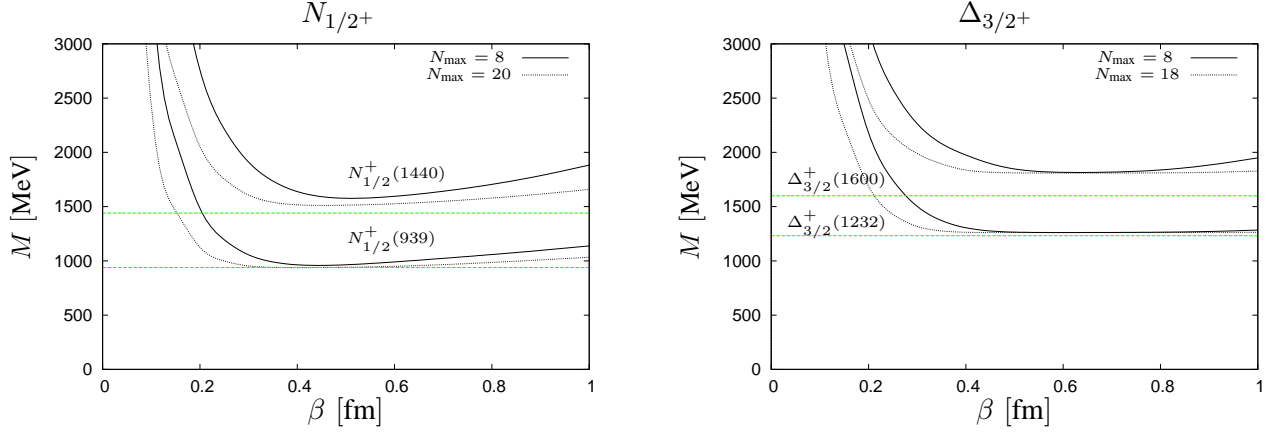 N_{1/2^+}
N_max = 8
N_max = 20
3000
2500
2000
1500
1000
500
0
M [MeV]
N^+_{1/2}(1440)
N^+_{1/2}(939)
0 0.2 0.4 0.6 0.8 1
β [fm]
Δ_{3/2^+}
N_max = 8
N_max = 18
3000
2500
2000
1500
1000
500
0
M [MeV]
Δ^+_{3/2}(1600)
Δ^+_{3/2}(1232)
0 0.2 0.4 0.6 0.8 1
β [fm]